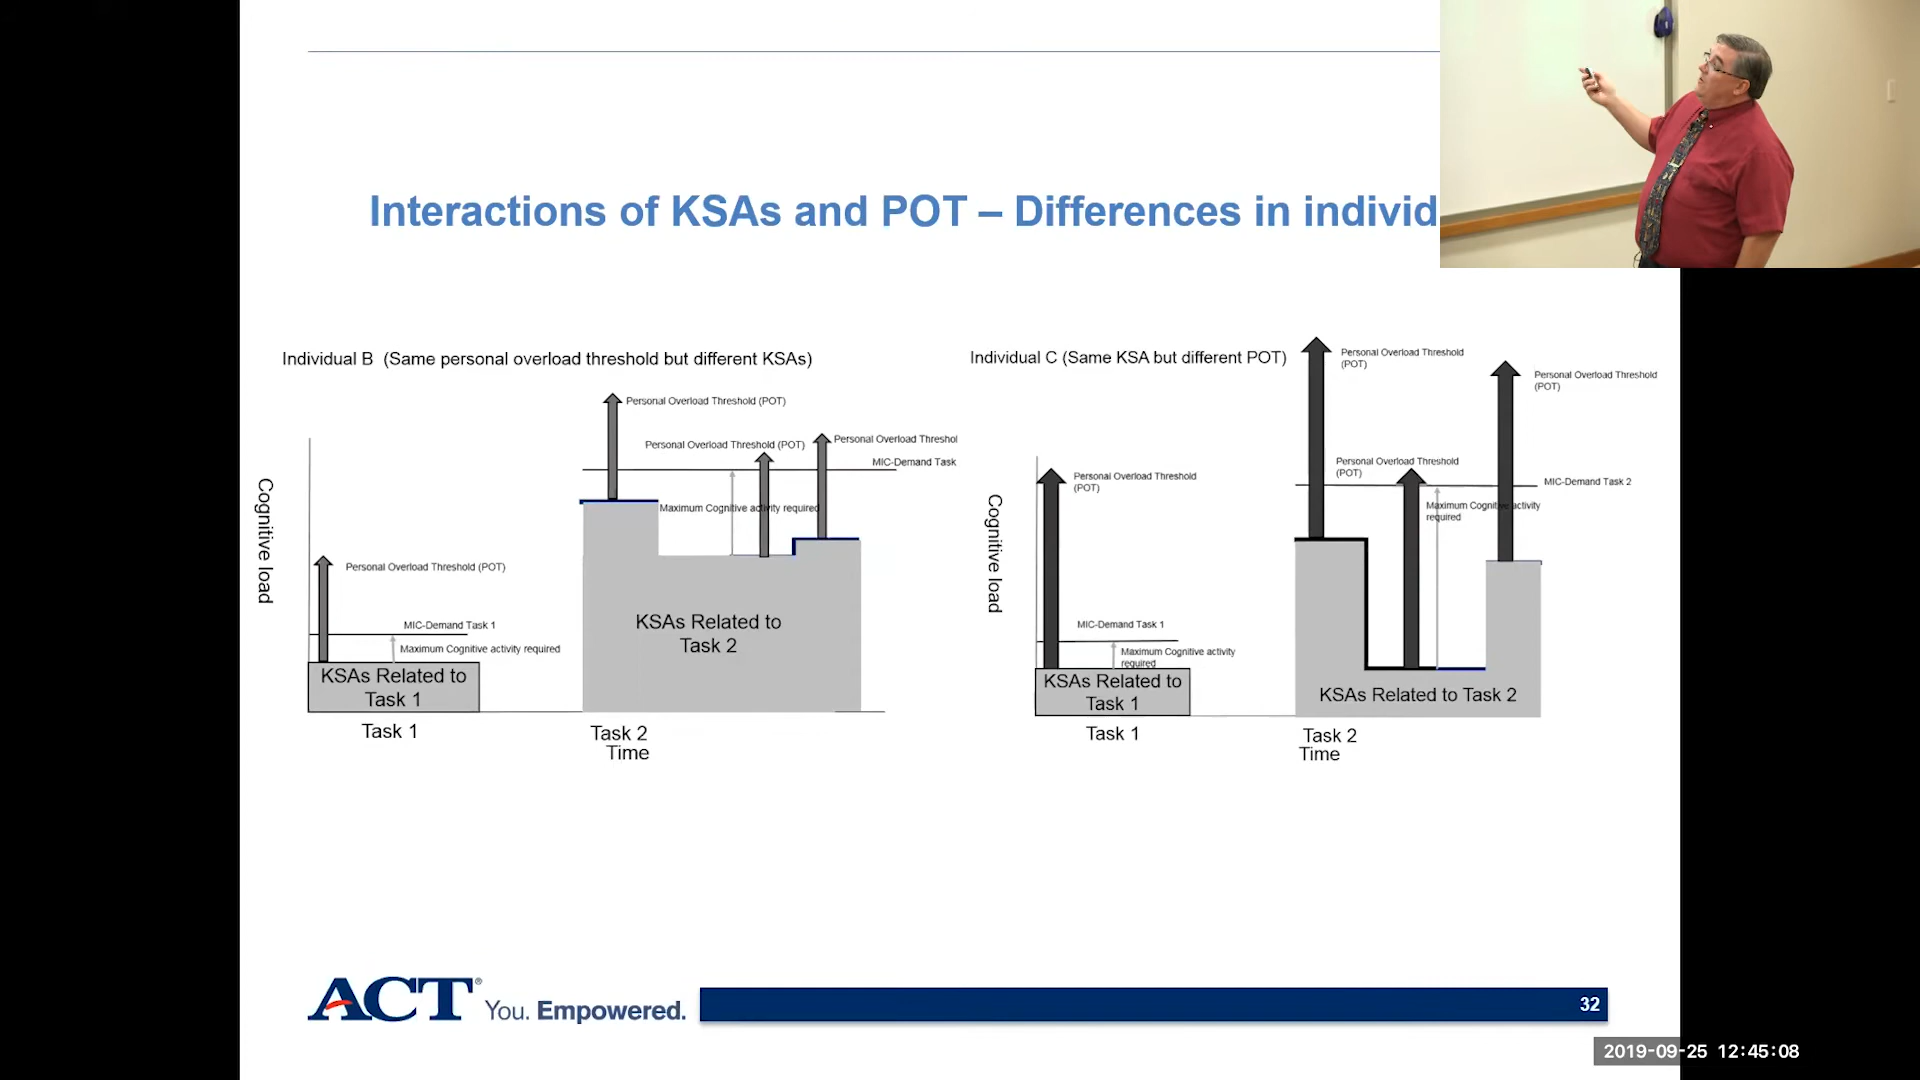 Interactions of KSAs and POT – Differences in individ
Individual B (Same personal overload threshold but different KSAs)
Personal Overload Threshold (POT)
Personal Overload Threshold (POT)
Personal Overload Threshol
MIC-Demand Task
Maximum Cognitive activity required
Cognitive load
Personal Overload Threshold (POT)
MIC-Demand Task 1
Maximum Cognitive activity required
KSAs Related to
Task 1
KSAs Related to
Task 2
Task 1
Task 2
Time
Individual C (Same KSA but different POT)
Personal Overload Threshold
(POT)
Personal Overload Threshold
(POT)
Personal Overload Threshold
(POT)
Personal Overload Threshold
(POT)
MIC-Demand Task 2
Maximum Cognitive activity
required
Cognitive load
MIC-Demand Task 1
Maximum Cognitive activity
required
KSAs Related to
Task 1
KSAs Related to Task 2
Task 1
Task 2
Time
ACT® You. Empowered.
32
2019-09-25 12:45:08